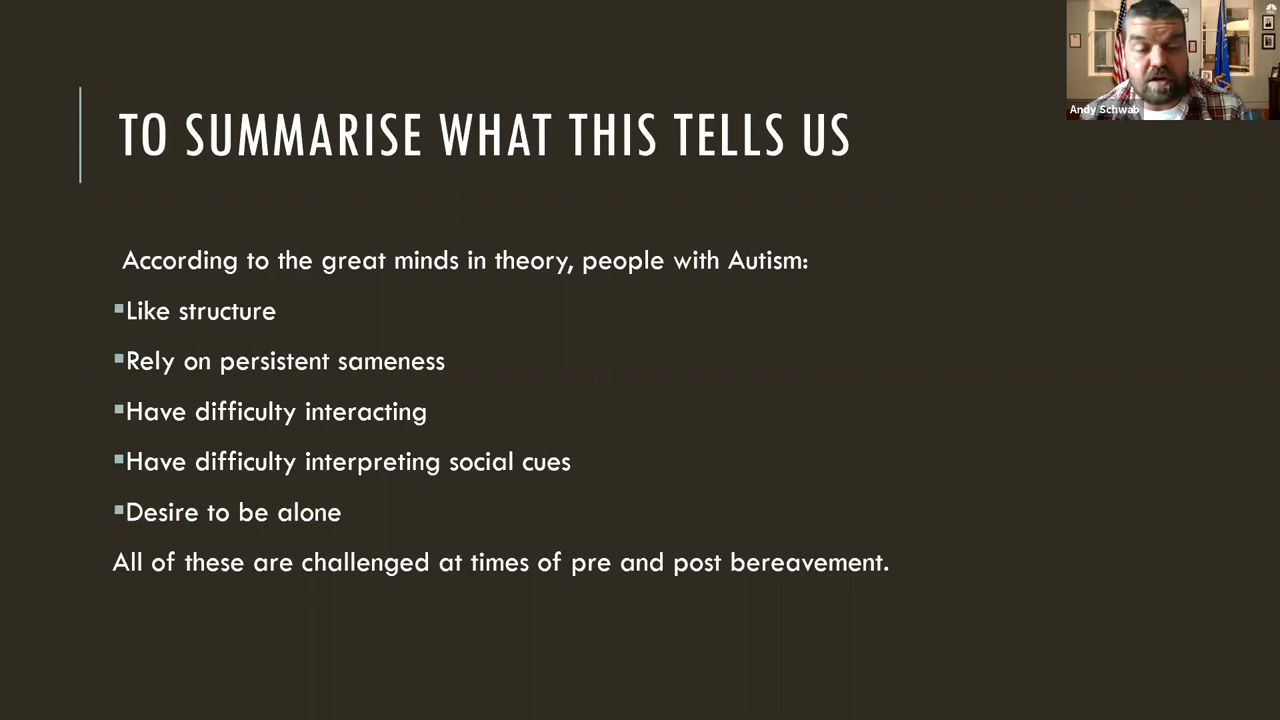 TO SUMMARISE WHAT THIS TELLS US
According to the great minds in theory, people with Autism:
▪Like structure
▪Rely on persistent sameness
▪Have difficulty interacting
▪Have difficulty interpreting social cues
▪Desire to be alone
All of these are challenged at times of pre and post bereavement.
Andy Schwab